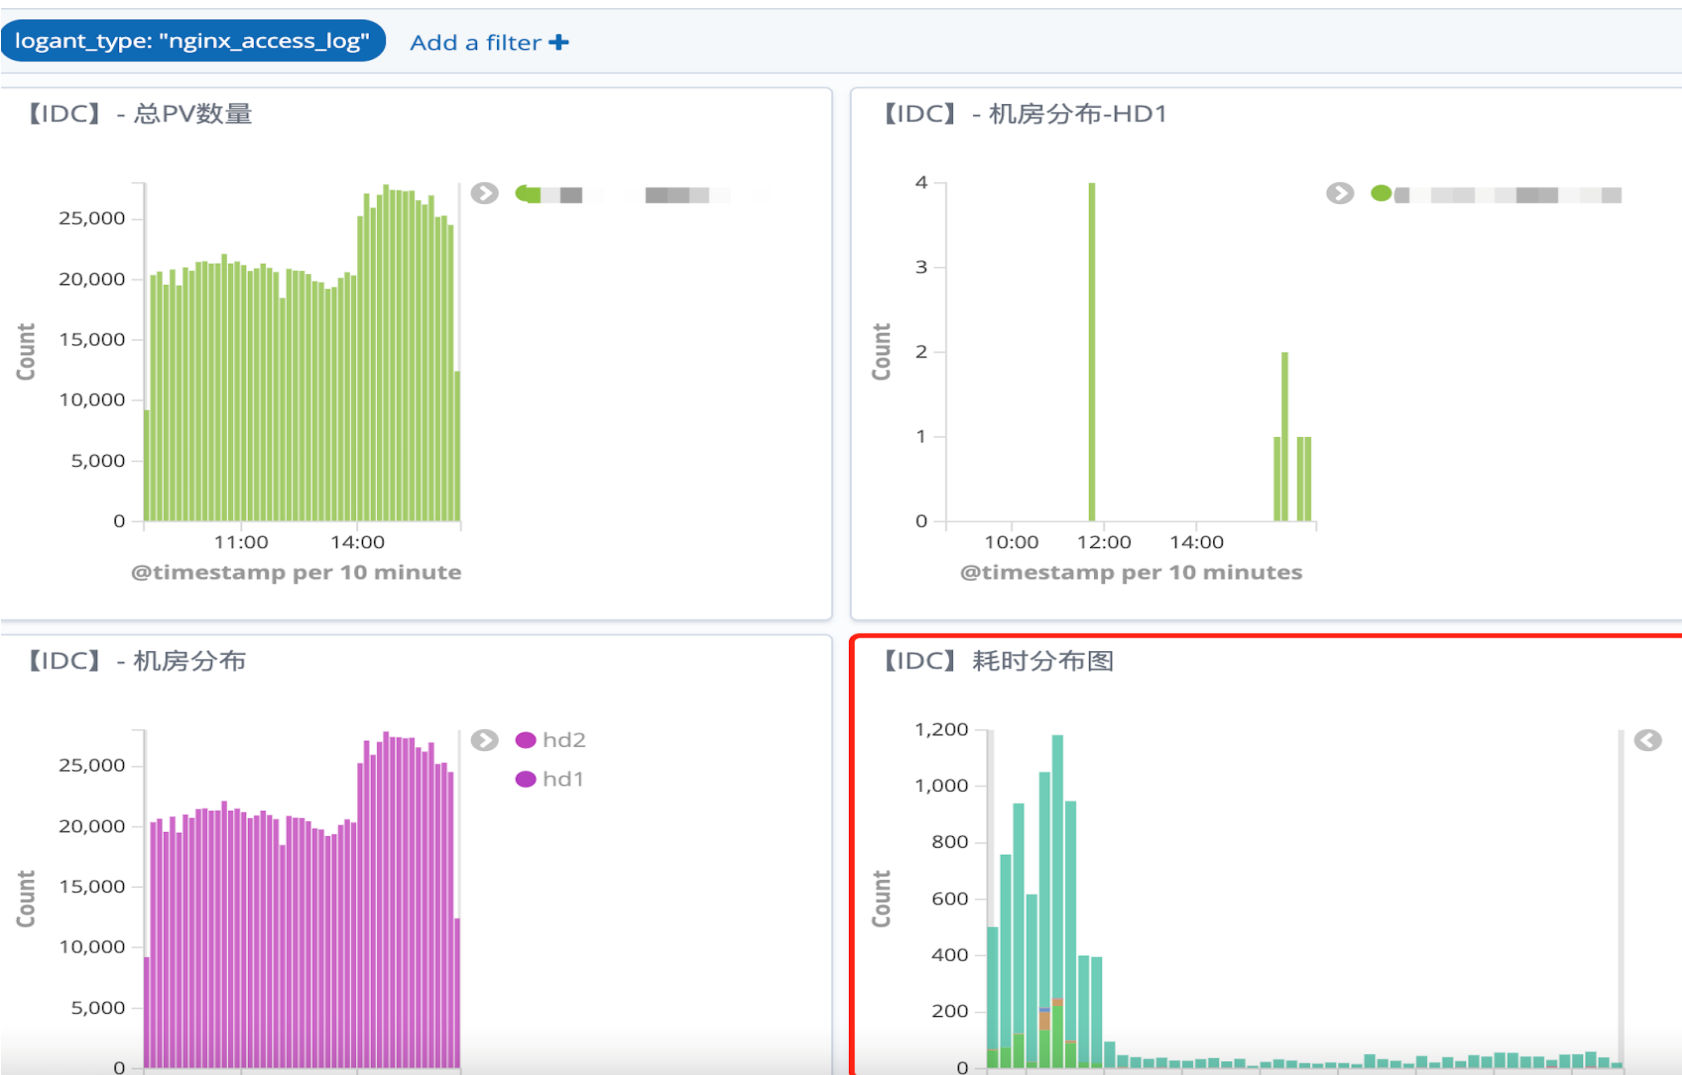 logant_type: "nginx_access_log" Add a filter
【IDC】 - 总PV数量
25,000
20,000
15,000
10,000
5,000
0
Count
11:00 14:00
@timestamp per 10 minute
【IDC】 - 机房分布-HD1
4
3
2
1
0
Count
10:00 12:00 14:00
@timestamp per 10 minutes
【IDC】 - 机房分布
25,000
20,000
15,000
10,000
5,000
0
Count
hd2
hd1
【IDC】 耗时分布图
1,200
1,000
800
600
400
200
0
Count